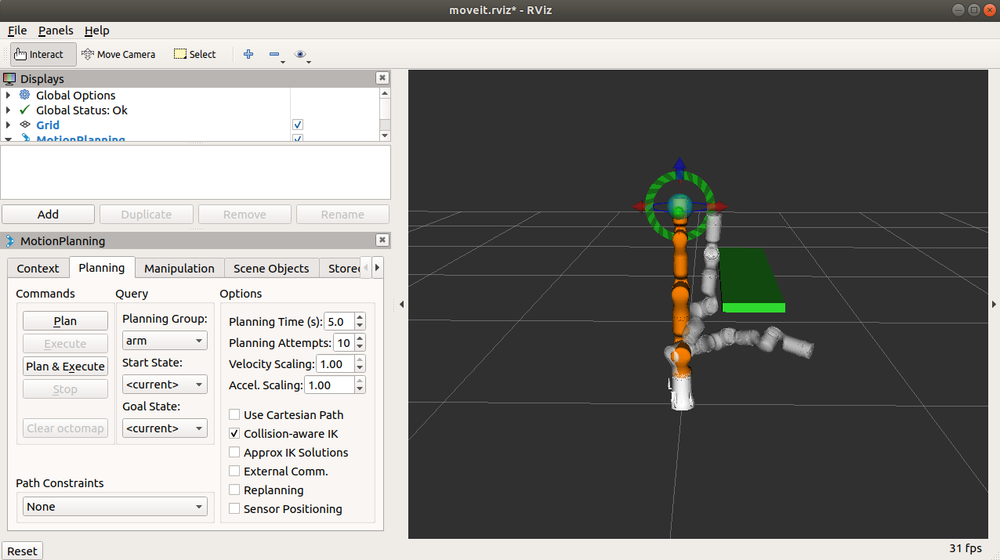 moveit.rviz* - RViz
File Panels Help
Interact Move Camera Select
Displays
Global Options
Global Status: Ok
Grid
MotionPlanning
Add Duplicate Remove Rename
MotionPlanning
Context Planning Manipulation Scene Objects Stored
Commands Query Options
Plan
Execute
Plan & Execute
Stop
Clear octomap
Planning Group:
arm
Start State:
<current>
Goal State:
<current>
Planning Time (s): 5.0
Planning Attempts: 10
Velocity Scaling: 1.00
Accel. Scaling: 1.00
Use Cartesian Path
Collision-aware IK
Approx IK Solutions
External Comm.
Replanning
Sensor Positioning
Path Constraints
None
Reset
31 fps